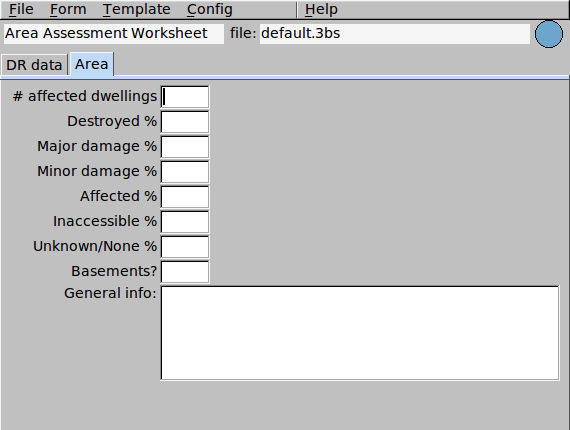 File Form Template Config Help
Area Assessment Worksheet file: default.3bs
DR data Area
# affected dwellings
Destroyed %
Major damage %
Minor damage %
Affected %
Inaccessible %
Unknown/None %
Basements?
General info: